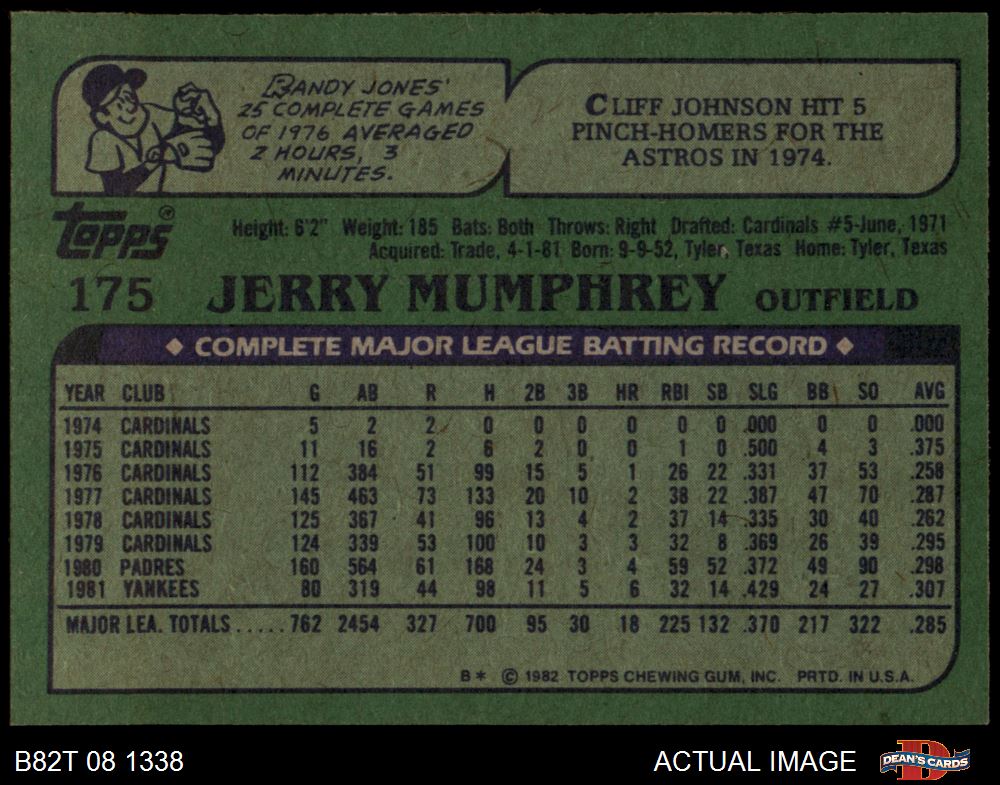 RANDY JONES'
25 COMPLETE GAMES
OF 1976 AVERAGED
2 HOURS, 3
MINUTES.
CLIFF JOHNSON HIT 5
PINCH-HOMERS FOR THE
ASTROS IN 1974.
topps®
Height: 6'2" Weight: 185 Bats: Both Throws: Right Drafted: Cardinals #5-June, 1971
Acquired: Trade, 4-1-81 Born: 9-9-52, Tyler, Texas Home: Tyler, Texas
175 JERRY MUMPHREY OUTFIELD
◆ COMPLETE MAJOR LEAGUE BATTING RECORD ◆
YEAR CLUB G AB R H 2B 3B HR RBI SB SLG BB SO AVG
1974 CARDINALS 5 2 2 0 0 0 0 0 0 .000 0 0 .000
1975 CARDINALS 11 16 2 6 2 0 0 1 0 .500 4 3 .375
1976 CARDINALS 112 384 51 99 15 5 1 26 22 .331 37 53 .258
1977 CARDINALS 145 463 73 133 20 10 2 38 22 .387 47 70 .287
1978 CARDINALS 125 367 41 96 13 4 2 37 14 .335 30 40 .262
1979 CARDINALS 124 339 53 100 10 3 3 32 8 .369 26 39 .295
1980 PADRES 160 564 61 168 24 3 4 59 52 .372 49 90 .298
1981 YANKEES 80 319 44 98 11 5 6 32 14 .429 24 27 .307
MAJOR LEA. TOTALS ..... 762 2454 327 700 95 30 18 225 132 .370 217 322 .285
B* © 1982 TOPPS CHEWING GUM, INC. PRTD. IN U.S.A.
B82T 08 1338 ACTUAL IMAGE D DEAN'S CARDS